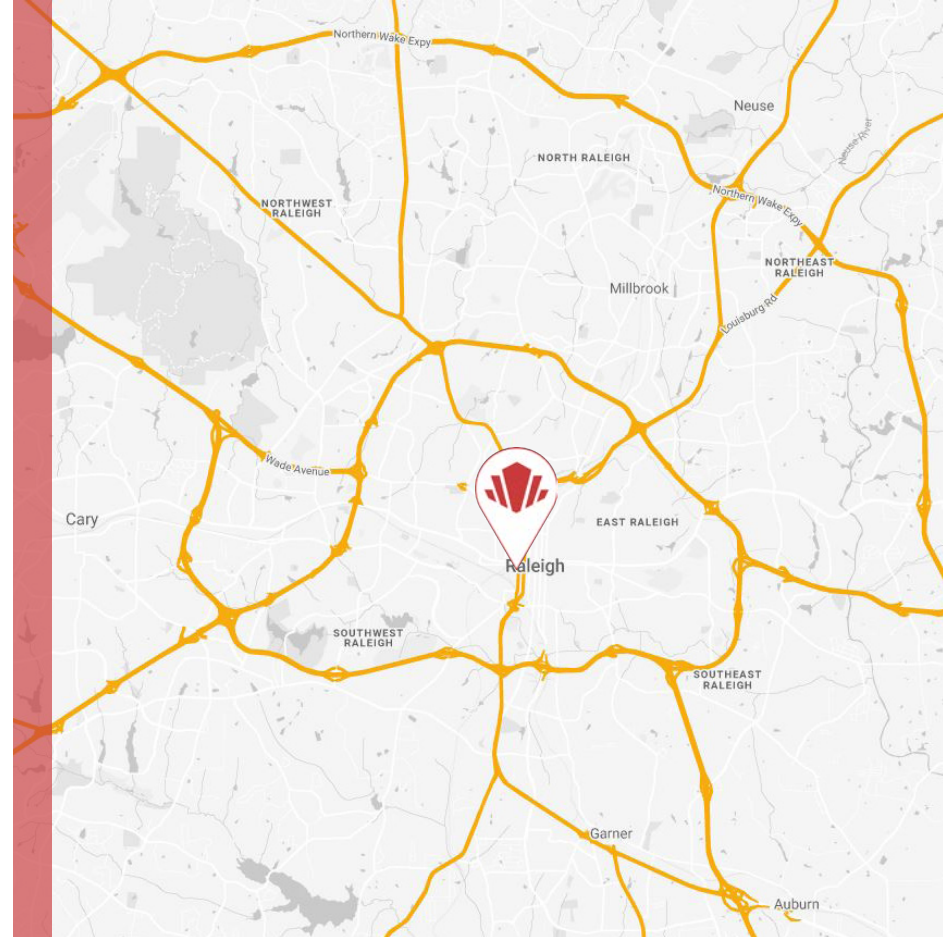 Northern Wake Expy
Neuse
Neuse River
NORTH RALEIGH
Northern Wake Expy
NORTHWEST
RALEIGH
NORTHEAST
RALEIGH
Millbrook
Louisburg Rd
Wade Avenue
Cary
EAST RALEIGH
Raleigh
SOUTHWEST
RALEIGH
SOUTHEAST
RALEIGH
Garner
Auburn